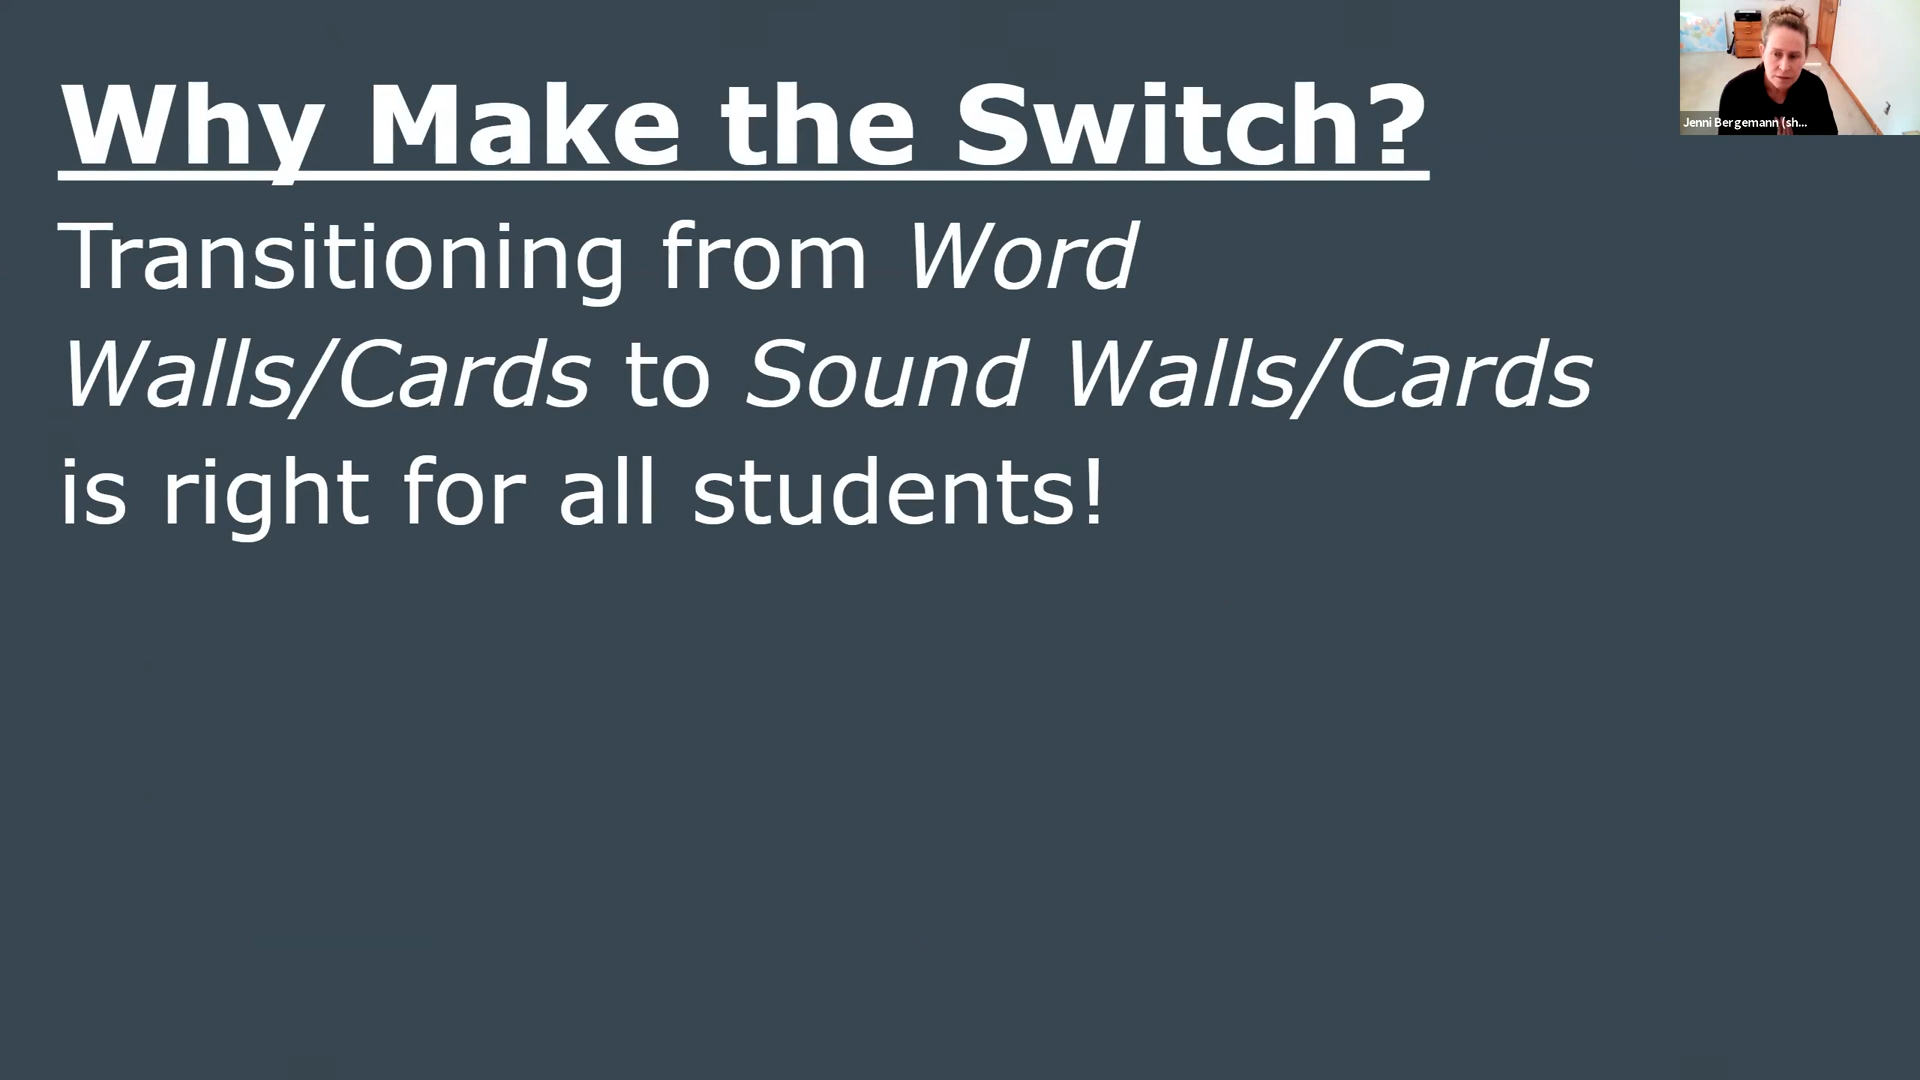 Why Make the Switch?
Transitioning from Word
Walls/Cards to Sound Walls/Cards
is right for all students!
Jenni Bergemann (sh...